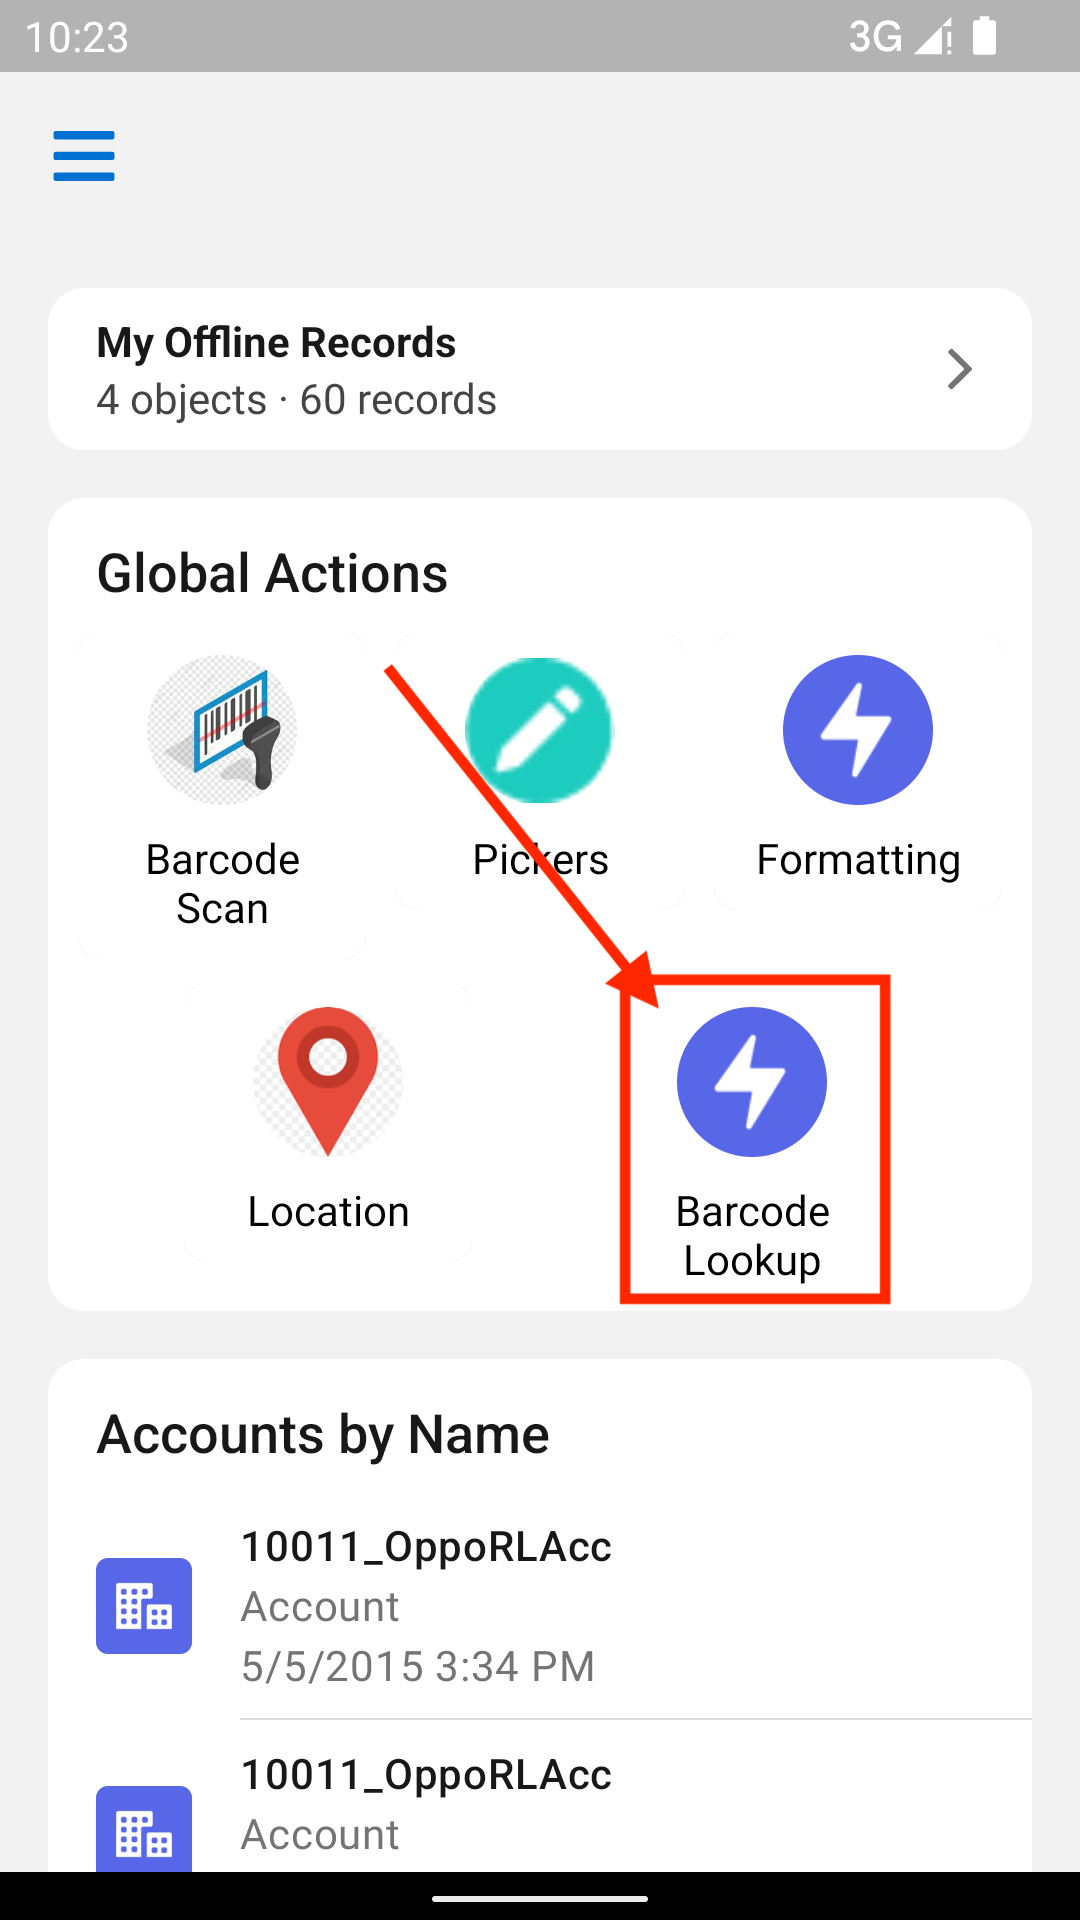 10:23
3G
My Offline Records
4 objects · 60 records
Global Actions
Barcode
Scan
Pickers
Formatting
Location
Barcode
Lookup
Accounts by Name
10011_OppoRLAcc
Account
5/5/2015 3:34 PM
10011_OppoRLAcc
Account